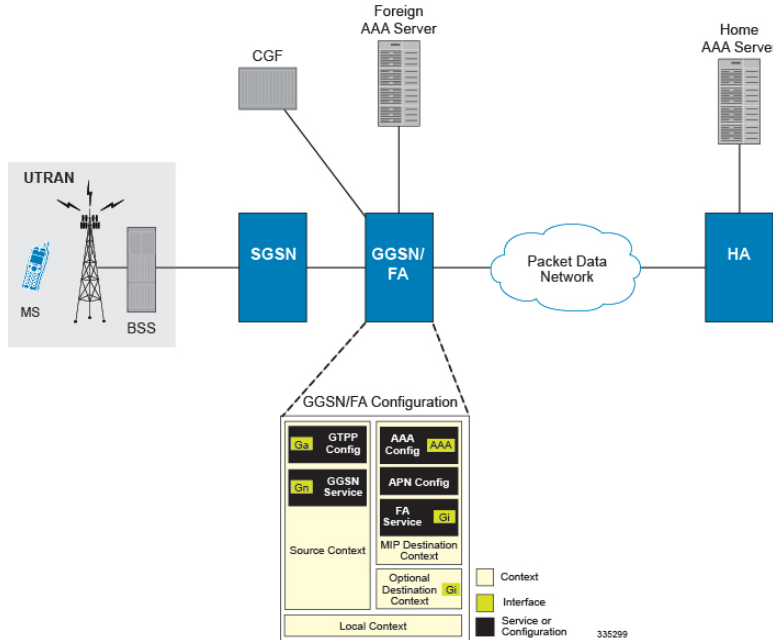 Foreign
AAA Server
Home
AAA Server
CGF
UTRAN
MS
BSS
SGSN
GGSN/
FA
Packet Data
Network
HA
GGSN/FA Configuration
Ga
GTPP
Config
Gn
GGSN
Service
Source Context
AAA
Config
AAA
APN Config
FA
Service
Gi
MIP Destination
Context
Optional
Destination
Context
Gi
Local Context
Context
Interface
Service or
Configuration
335299